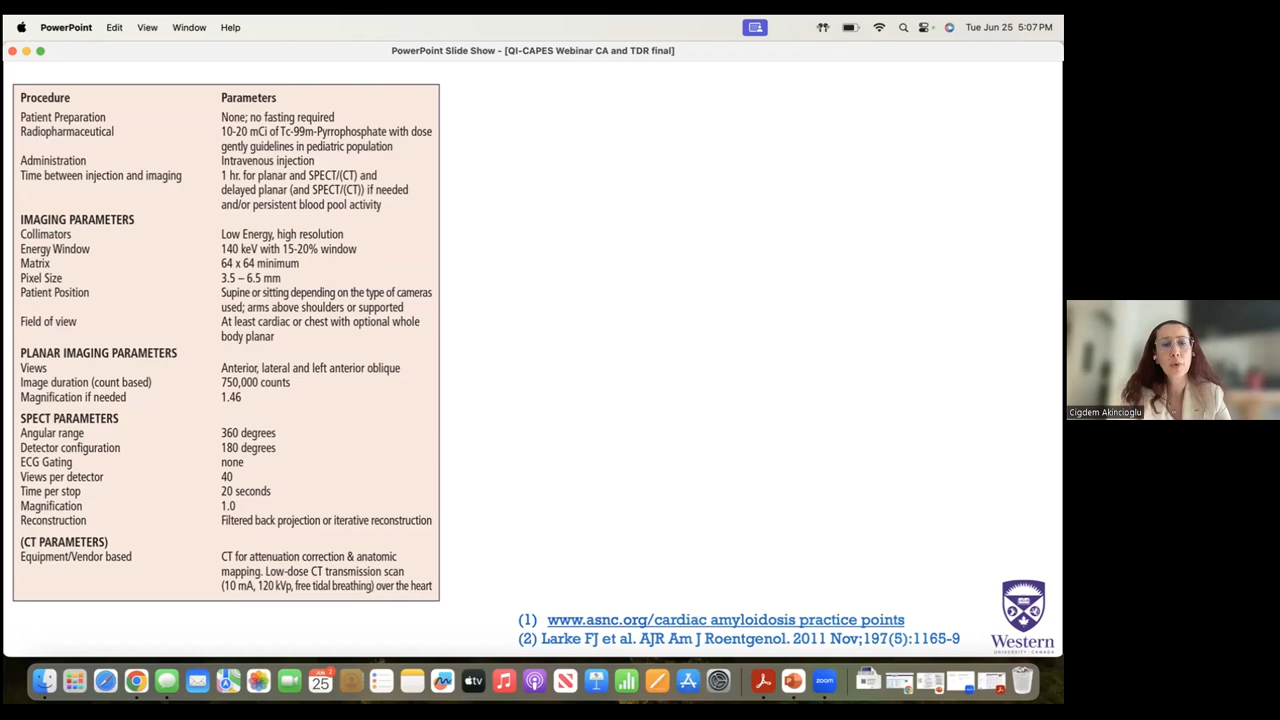 PowerPoint Edit View Window Help Tue Jun 25 5:07 PM
PowerPoint Slide Show - [QI-CAPES Webinar CA and TDR final]
Procedure Parameters
Patient Preparation None; no fasting required
Radiopharmaceutical 10-20 mCi of Tc-99m-Pyrrophosphate with dose
gently guidelines in pediatric population
Administration Intravenous injection
Time between injection and imaging 1 hr. for planar and SPECT/(CT) and
delayed planar (and SPECT/(CT)) if needed
and/or persistent blood pool activity
IMAGING PARAMETERS
Collimators Low Energy, high resolution
Energy Window 140 keV with 15-20% window
Matrix 64 x 64 minimum
Pixel Size 3.5 – 6.5 mm
Patient Position Supine or sitting depending on the type of cameras
used; arms above shoulders or supported
Field of view At least cardiac or chest with optional whole
body planar
PLANAR IMAGING PARAMETERS
Views Anterior, lateral and left anterior oblique
Image duration (count based) 750,000 counts
Magnification if needed 1.46
SPECT PARAMETERS
Angular range 360 degrees
Detector configuration 180 degrees
ECG Gating none
Views per detector 40
Time per stop 20 seconds
Magnification 1.0
Reconstruction Filtered back projection or iterative reconstruction
(CT PARAMETERS)
Equipment/Vendor based CT for attenuation correction & anatomic
mapping. Low-dose CT transmission scan
(10 mA, 120 kVp, free tidal breathing) over the heart
(1) www.asnc.org/cardiac amyloidosis practice points
(2) Larke FJ et al. AJR Am J Roentgenol. 2011 Nov;197(5):1165-9
Western
UNIVERSITY · CANADA
Cigdem Akincioglu
JUN 2
25
tv
zoom